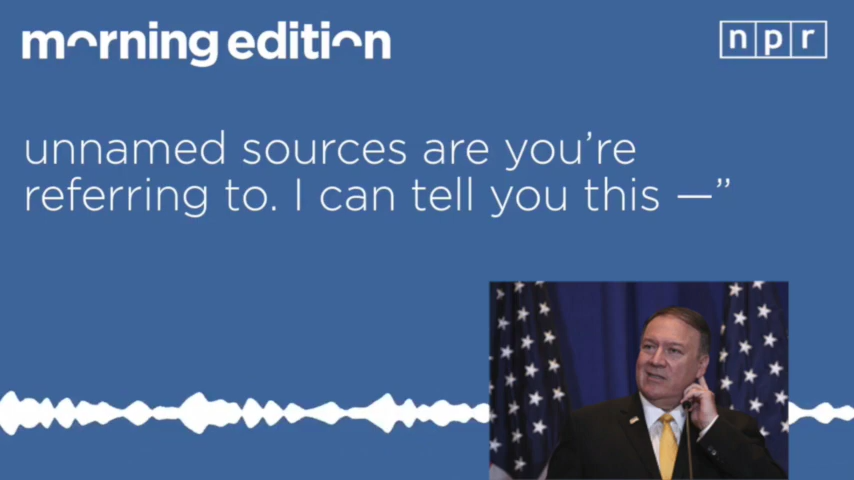 morning edition
npr
unnamed sources are you're
referring to. I can tell you this —”